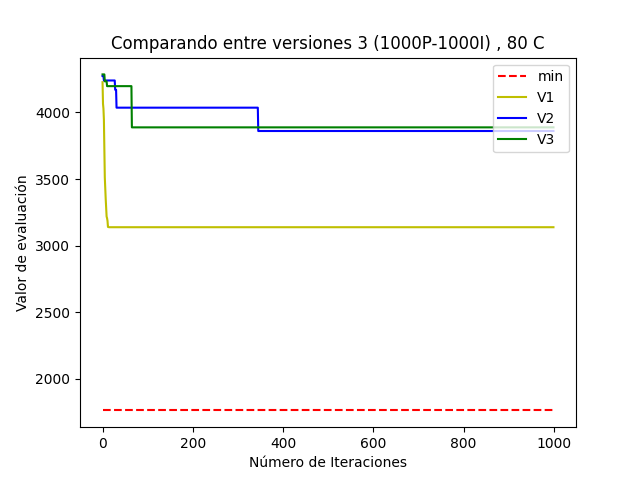 Comparando entre versiones 3 (1000P-1000I) , 80 C
min
V1
V2
V3
4000
3500
3000
2500
2000
Valor de evaluación
0 200 400 600 800 1000
Número de Iteraciones